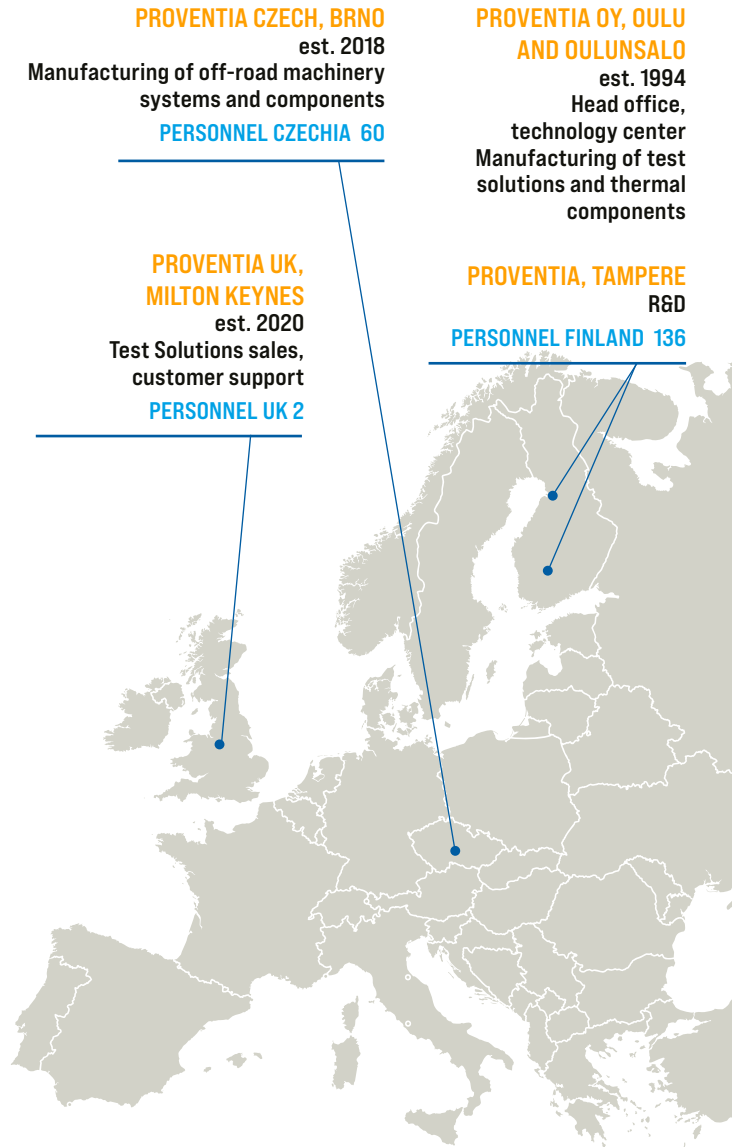 PROVENTIA CZECH, BRNO
est. 2018
Manufacturing of off-road machinery
systems and components
PERSONNEL CZECHIA 60
PROVENTIA OY, OULU
AND OULUNSALO
est. 1994
Head office,
technology center
Manufacturing of test
solutions and thermal
components
PROVENTIA UK,
MILTON KEYNES
est. 2020
Test Solutions sales,
customer support
PERSONNEL UK 2
PROVENTIA, TAMPERE
R&D
PERSONNEL FINLAND 136